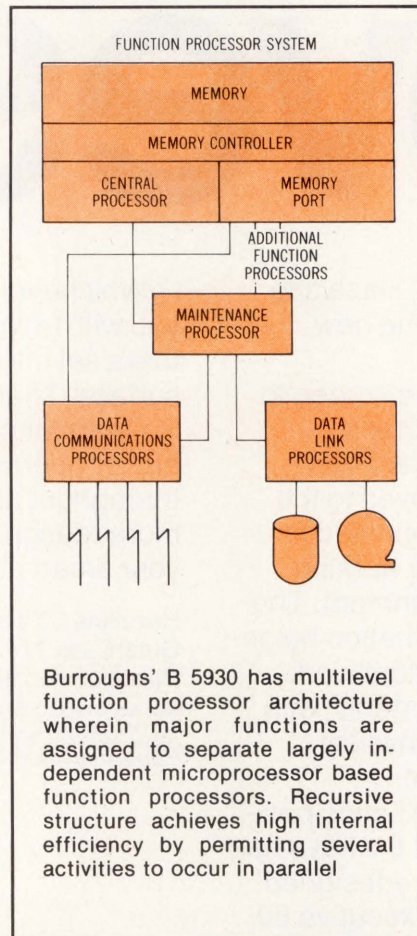 FUNCTION PROCESSOR SYSTEM
MEMORY
MEMORY CONTROLLER
CENTRAL
PROCESSOR
MEMORY
PORT
ADDITIONAL
FUNCTION
PROCESSORS
MAINTENANCE
PROCESSOR
DATA
COMMUNICATIONS
PROCESSORS
DATA
LINK
PROCESSORS
Burroughs' B 5930 has multilevel
function processor architecture
wherein major functions are
assigned to separate largely in-
dependent microprocessor based
function processors. Recursive
structure achieves high internal
efficiency by permitting several
activities to occur in parallel